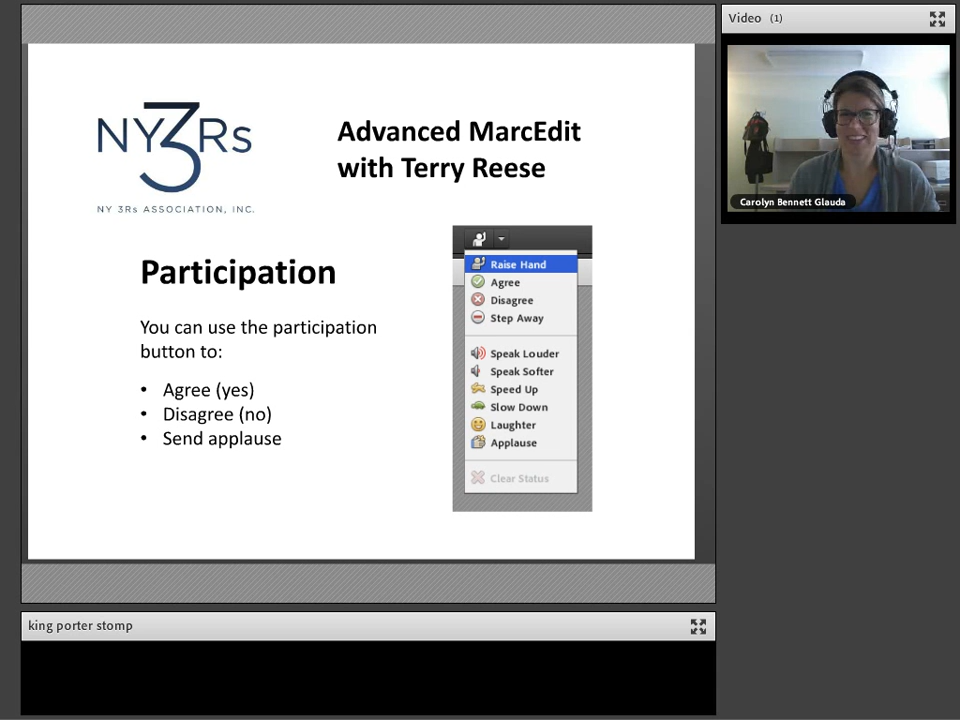 NY3Rs
NY 3Rs ASSOCIATION, INC.
Advanced MarcEdit
with Terry Reese
Participation
You can use the participation
button to:
• Agree (yes)
• Disagree (no)
• Send applause
Raise Hand
Agree
Disagree
Step Away
Speak Louder
Speak Softer
Speed Up
Slow Down
Laughter
Applause
Clear Status
Video (1)
Carolyn Bennett Glauda
king porter stomp